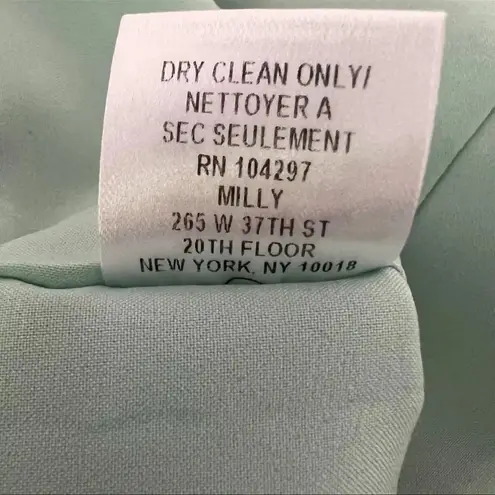 DRY CLEAN ONLY/
NETTOYER A
SEC SEULEMENT
RN 104297
MILLY
265 W 37TH ST
20TH FLOOR
NEW YORK, NY 10018